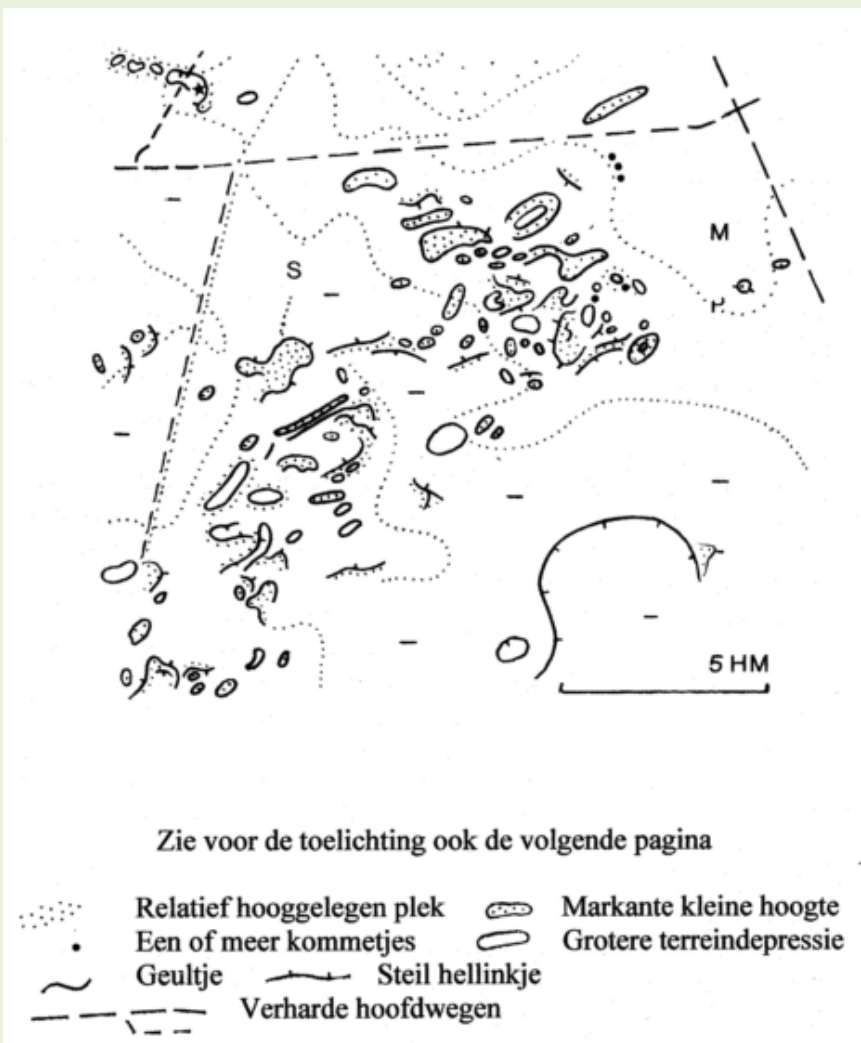 S
M
5 HM
Zie voor de toelichting ook de volgende pagina
Relatief hooggelegen plek
Markante kleine hoogte
Een of meer kommetjes
Grotere terreindepressie
Geultje
Steil hellinkje
Verharde hoofdwegen